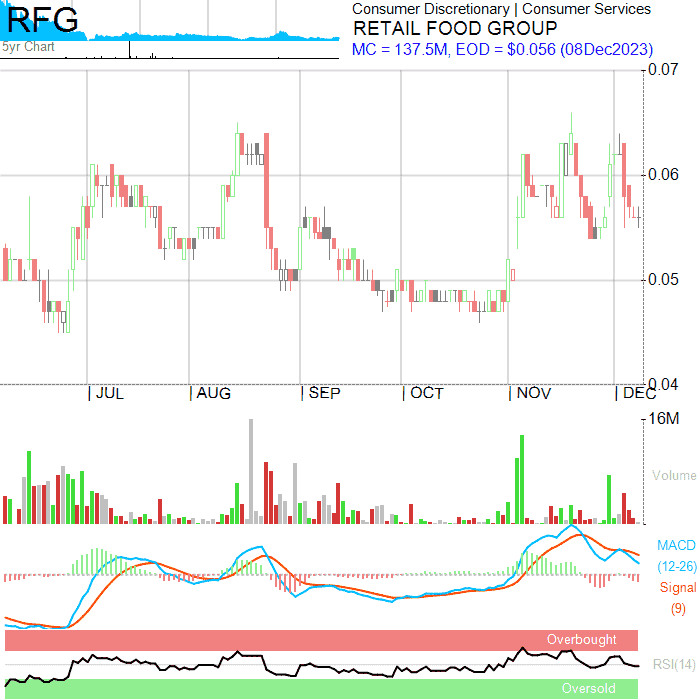 RFG
5yr Chart
Consumer Discretionary | Consumer Services
RETAIL FOOD GROUP
MC = 137.5M, EOD = $0.056 (08Dec2023)
0.07
0.06
0.05
0.04
JUL AUG SEP OCT NOV DEC
16M
Volume
MACD
(12-26)
Signal
(9)
Overbought
RSI(14)
Oversold